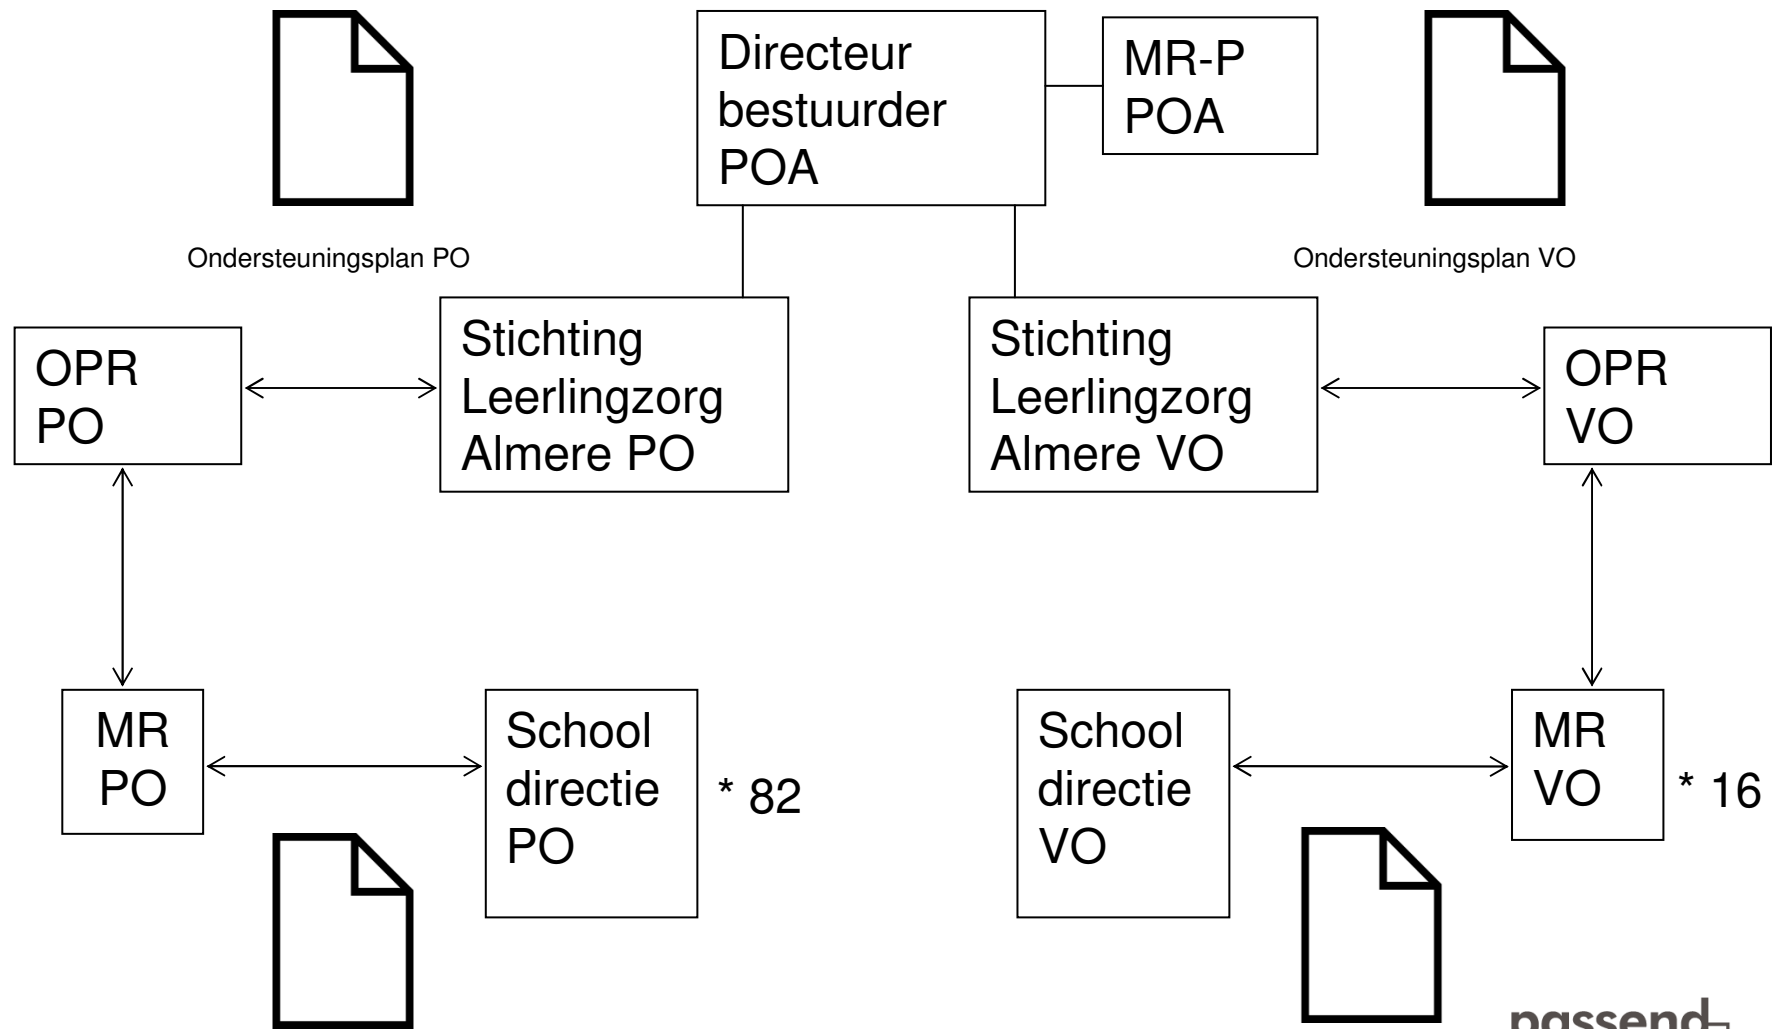 Directeur
bestuurder
POA
MR-P
POA
Ondersteuningsplan PO
Ondersteuningsplan VO
OPR
PO
Stichting
Leerlingzorg
Almere PO
Stichting
Leerlingzorg
Almere VO
OPR
VO
MR
PO
School
directie
PO
* 82
School
directie
VO
MR
VO
* 16
passend